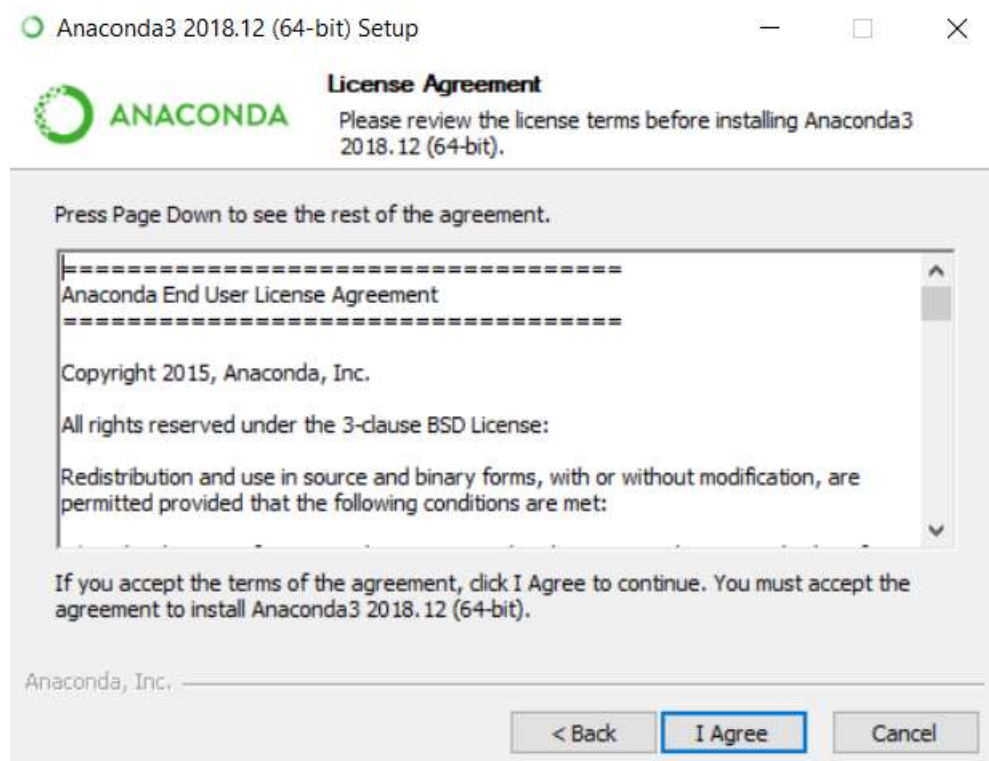 Anaconda3 2018.12 (64-bit) Setup
ANACONDA
License Agreement
Please review the license terms before installing Anaconda3
2018.12 (64-bit).
Press Page Down to see the rest of the agreement.
===================================
Anaconda End User License Agreement
===================================
Copyright 2015, Anaconda, Inc.
All rights reserved under the 3-clause BSD License:
Redistribution and use in source and binary forms, with or without modification, are
permitted provided that the following conditions are met:
If you accept the terms of the agreement, click I Agree to continue. You must accept the
agreement to install Anaconda3 2018.12 (64-bit).
Anaconda, Inc.
< Back
I Agree
Cancel